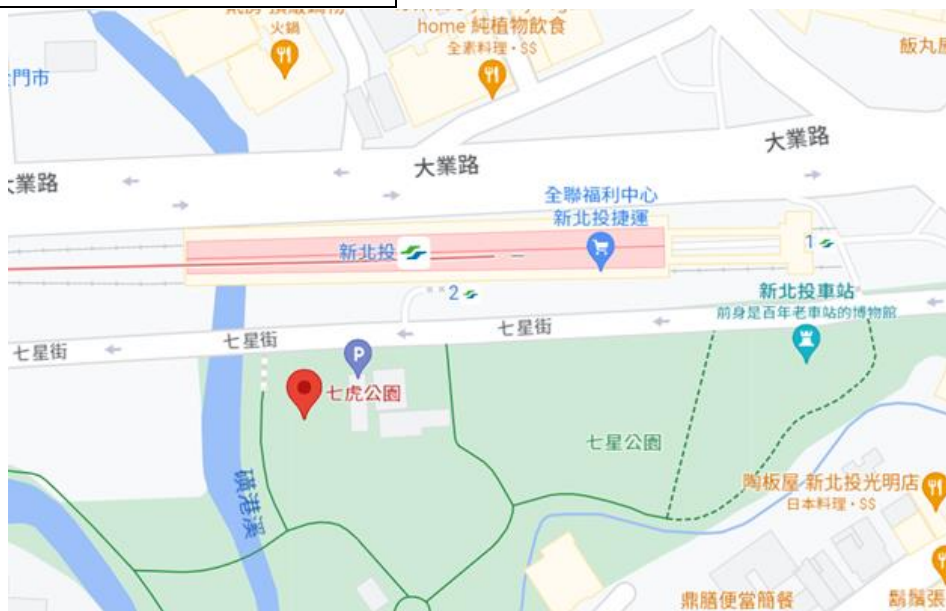 火鍋
home 純植物飲食
全素料理・$$
門市
大業路
大業路
大業路
全聯福利中心
新北投捷運
新北投
1
2
新北投車站
前身是百年老車站的博物館
七星街
七星街
七星街
P
七虎公園
七星公園
磺港溪
陶板屋 新北投光明店
日本料理・$$
鼎膳便當簡餐
鬍鬚張